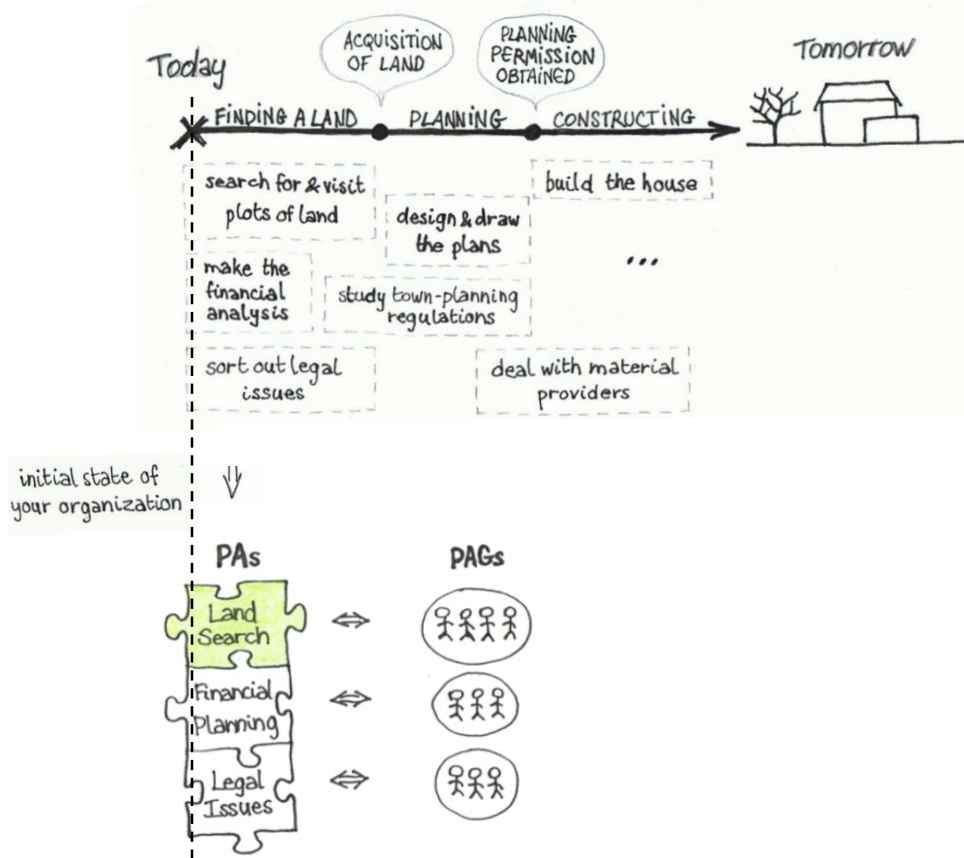 Today
ACQUISITION
OF LAND
PLANNING
PERMISSION
OBTAINED
Tomorrow
FINDING A LAND
PLANNING
CONSTRUCTING
search for & visit
plots of land
design & draw
the plans
build the house
...
make the
financial
analysis
study town-planning
regulations
sort out legal
issues
deal with material
providers
initial state of
your organization
PAs
PAGs
Land
Search
Financial
Planning
Legal
Issues